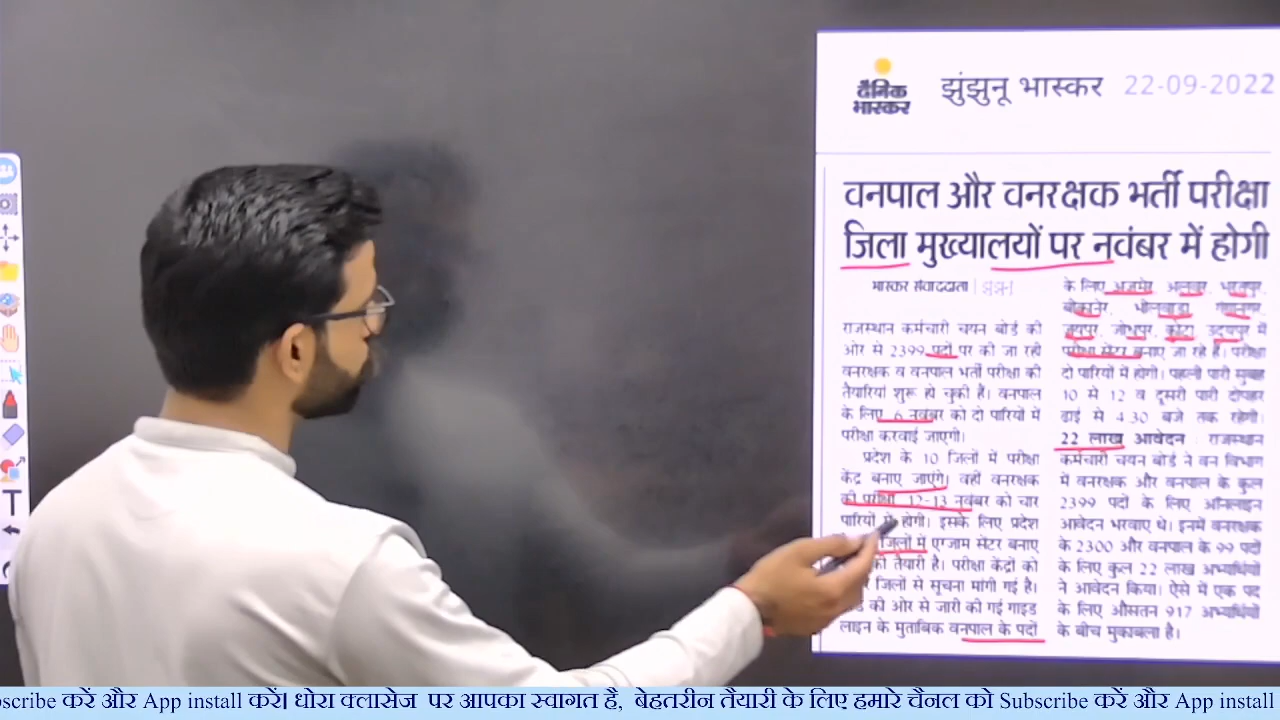 दैनिक
भास्कर
झुंझुनू भास्कर 22-09-2022
वनपाल और वनरक्षक भर्ती परीक्षा
जिला मुख्यालयों पर नवंबर में होगी
भास्कर संवाददाता | झुंझुनूं
राजस्थान कर्मचारी चयन बोर्ड की
ओर से 2399 पदों पर की जा रही
वनरक्षक व वनपाल भर्ती परीक्षा की
तैयारियां शुरू हो चुकी हैं। वनपाल
के लिए 6 नवंबर को दो पारियों में
परीक्षा करवाई जाएगी।
प्रदेश के 10 जिलों में परीक्षा
केंद्र बनाए जाएंगे। वहीं वनरक्षक
की परीक्षा 12-13 नवंबर को चार
पारियों में होगी। इसके लिए प्रदेश
जिलों में एग्जाम सेंटर बनाए
की तैयारी है। परीक्षा केंद्रों को
जिलों से सूचना मांगी गई है।
की ओर से जारी की गई गाइड
लाइन के मुताबिक वनपाल के पदों
के लिए अजमेर, अलवर, भरतपुर,
बीकानेर, भीलवाड़ा, गंगानगर,
जयपुर, जोधपुर, कोटा, उदयपुर में
परीक्षा सेंटर बनाए जा रहे हैं। परीक्षा
दो पारियों में होगी। पहली पारी सुबह
10 से 12 व दूसरी पारी दोपहर
ढाई से 4.30 बजे तक रहेगी।
22 लाख आवेदन : राजस्थान
कर्मचारी चयन बोर्ड ने वन विभाग
में वनरक्षक और वनपाल के कुल
2399 पदों के लिए ऑनलाइन
आवेदन भरवाए थे। इनमें वनरक्षक
के 2300 और वनपाल के 99 पदों
के लिए कुल 22 लाख अभ्यर्थियों
ने आवेदन किया। ऐसे में एक पद
के लिए औसतन 917 अभ्यर्थियों
के बीच मुकाबला है।
scribe करें और App install करें। धोरा क्लासेज पर आपका स्वागत है, बेहतरीन तैयारी के लिए हमारे चैनल को Subscribe करें और App install